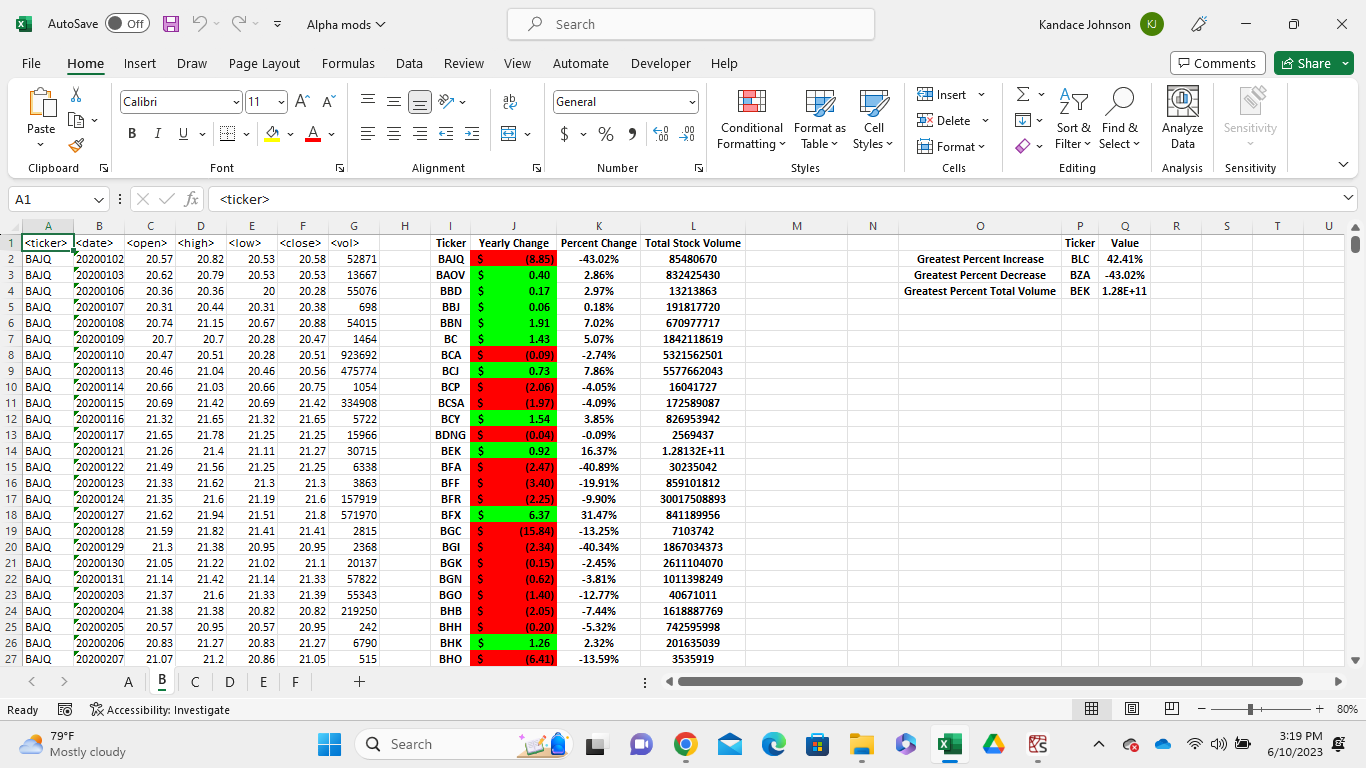 AutoSave Off Alpha mods Search Kandace Johnson KJ
File Home Insert Draw Page Layout Formulas Data Review View Automate Developer Help Comments Share
Paste Calibri 11 A A General Insert Σ
B I U A $ % 9 Conditional Formatting Format as Table Cell Styles Delete Format Sort & Filter Find & Select Analyze Data Sensitivity
Clipboard Font Alignment Number Styles Cells Editing Analysis Sensitivity
A1 fx <ticker>
A B C D E F G H I J K L M N O P Q R S T U
1 <ticker> <date> <open> <high> <low> <close> <vol> Ticker Yearly Change Percent Change Total Stock Volume Ticker Value
2 BAJQ 20200102 20.57 20.82 20.53 20.58 52871 BAJQ $ (8.85) -43.02% 85480670 Greatest Percent Increase BLC 42.41%
3 BAJQ 20200103 20.62 20.79 20.53 20.53 13667 BAOV $ 0.40 2.86% 832425430 Greatest Percent Decrease BZA -43.02%
4 BAJQ 20200106 20.36 20.36 20 20.28 55076 BBD $ 0.17 2.97% 13213863 Greatest Percent Total Volume BEK 1.28E+11
5 BAJQ 20200107 20.31 20.44 20.31 20.38 698 BBJ $ 0.06 0.18% 191817720
6 BAJQ 20200108 20.74 21.15 20.67 20.88 54015 BBN $ 1.91 7.02% 670977717
7 BAJQ 20200109 20.7 20.7 20.28 20.47 1464 BC $ 1.43 5.07% 1842118619
8 BAJQ 20200110 20.47 20.51 20.28 20.51 923692 BCA $ (0.09) -2.74% 5321562501
9 BAJQ 20200113 20.46 21.04 20.46 20.56 475774 BCJ $ 0.73 7.86% 5577662043
10 BAJQ 20200114 20.66 21.03 20.66 20.75 1054 BCP $ (2.06) -4.05% 16041727
11 BAJQ 20200115 20.69 21.42 20.69 21.42 334908 BCSA $ (1.97) -4.09% 172589087
12 BAJQ 20200116 21.32 21.65 21.32 21.65 5722 BCY $ 1.54 3.85% 826953942
13 BAJQ 20200117 21.65 21.78 21.25 21.25 15966 BDNG $ (0.04) -0.09% 2569437
14 BAJQ 20200121 21.26 21.4 21.11 21.27 30715 BEK $ 0.92 16.37% 1.28132E+11
15 BAJQ 20200122 21.49 21.56 21.25 21.25 6338 BFA $ (2.47) -40.89% 30235042
16 BAJQ 20200123 21.33 21.62 21.3 21.3 3863 BFF $ (3.40) -19.91% 859101812
17 BAJQ 20200124 21.35 21.6 21.19 21.6 157919 BFR $ (2.25) -9.90% 30017508893
18 BAJQ 20200127 21.62 21.94 21.51 21.8 571970 BFX $ 6.37 31.47% 841189956
19 BAJQ 20200128 21.59 21.82 21.41 21.41 2815 BGC $ (15.84) -13.25% 7103742
20 BAJQ 20200129 21.3 21.38 20.95 20.95 2368 BGI $ (2.34) -40.34% 1867034373
21 BAJQ 20200130 21.05 21.22 21.02 21.1 20137 BGK $ (0.15) -2.45% 2611104070
22 BAJQ 20200131 21.14 21.42 21.14 21.33 57822 BGN $ (0.62) -3.81% 1011398249
23 BAJQ 20200203 21.37 21.6 21.33 21.39 55343 BGO $ (1.40) -12.77% 40671011
24 BAJQ 20200204 21.38 21.38 20.82 20.82 219250 BHB $ (2.05) -7.44% 1618887769
25 BAJQ 20200205 20.57 20.95 20.57 20.95 242 BHH $ (0.20) -5.32% 742595998
26 BAJQ 20200206 20.83 21.27 20.83 21.27 6790 BHK $ 1.26 2.32% 201635039
27 BAJQ 20200207 21.07 21.2 20.86 21.05 515 BHO $ (6.41) -13.59% 3535919
A B C D E F
Ready Accessibility: Investigate 80%
79°F Mostly cloudy Search 3:19 PM
6/10/2023